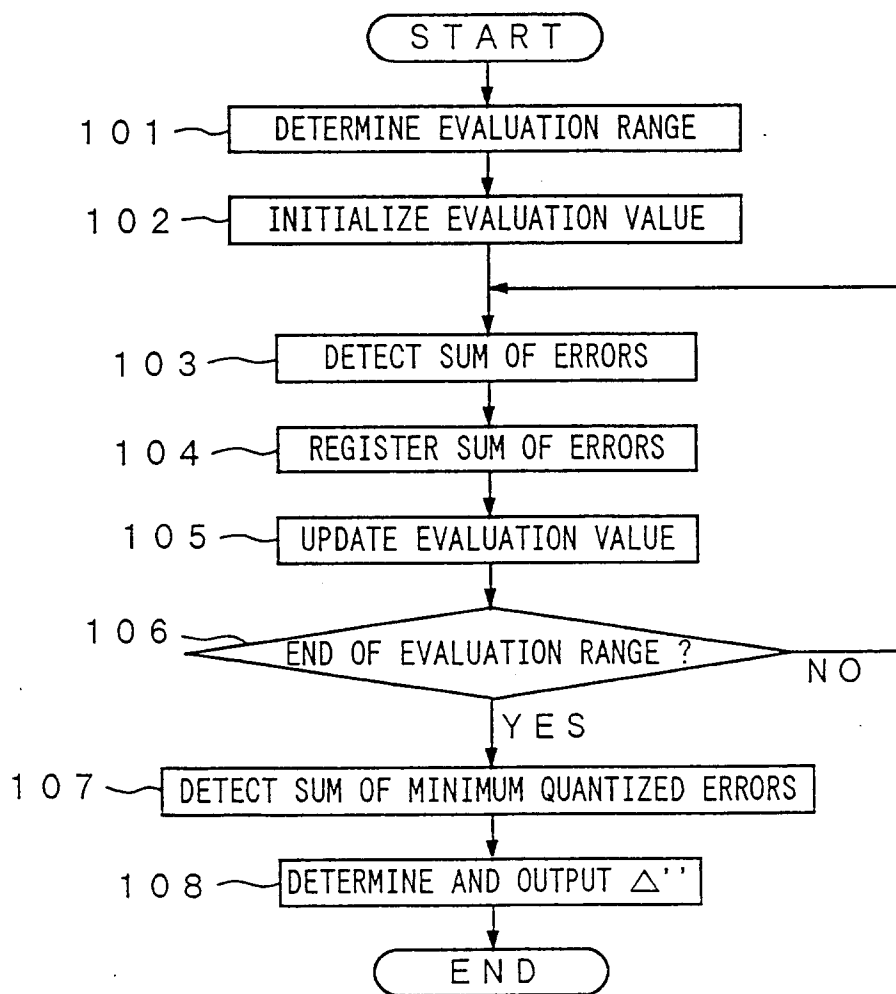 START
101 DETERMINE EVALUATION RANGE
102 INITIALIZE EVALUATION VALUE
103 DETECT SUM OF ERRORS
104 REGISTER SUM OF ERRORS
105 UPDATE EVALUATION VALUE
106 END OF EVALUATION RANGE ?
NO
YES
107 DETECT SUM OF MINIMUM QUANTIZED ERRORS
108 DETERMINE AND OUTPUT △''
END